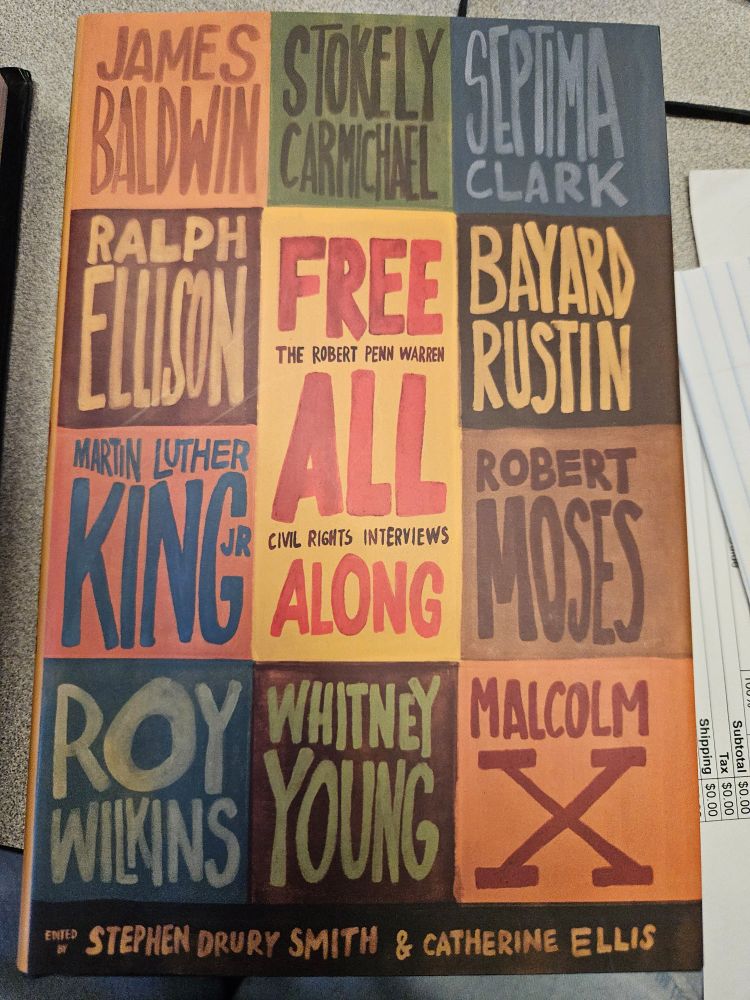 JAMES
BALDWIN
STOKELY
CARMICHAEL
SEPTIMA
CLARK
RALPH
ELLISON
FREE
THE ROBERT PENN WARREN
ALL
CIVIL RIGHTS INTERVIEWS
ALONG
BAYARD
RUSTIN
MARTIN LUTHER
KING JR
ROBERT
MOSES
ROY
WILKINS
WHITNEY
YOUNG
MALCOLM
X
EDITED
BY
STEPHEN DRURY SMITH & CATHERINE ELLIS
Subtotal $0.00
Tax $0.00
Shipping $0.00